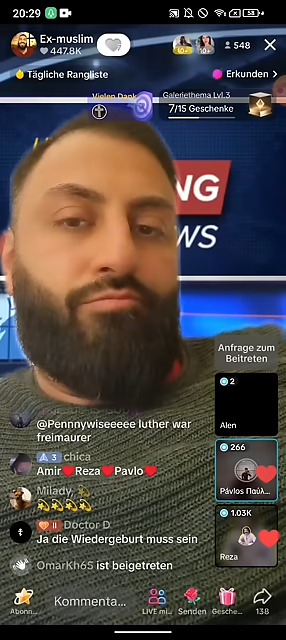 20:29
58
Ex-muslim
447.8K
10+
10+
548
Tägliche Rangliste
Erkunden >
Vielen Dank
Galeriethema Lvl.3
7/15 Geschenke
NG
WS
Anfrage zum
Beitreten
2
Alen
@Pennnywiseeeee luther war
freimaurer
3 chica
Amir❤️Reza❤️Pavlo❤️
266
Pávlos Παύλ...
Milady.
II Doctor D
Ja die Wiedergeburt muss sein
1.03K
Reza
OmarKh65 ist beigetreten
Abonn...
Kommenta...
LIVE mi...
Senden
Gesche...
138